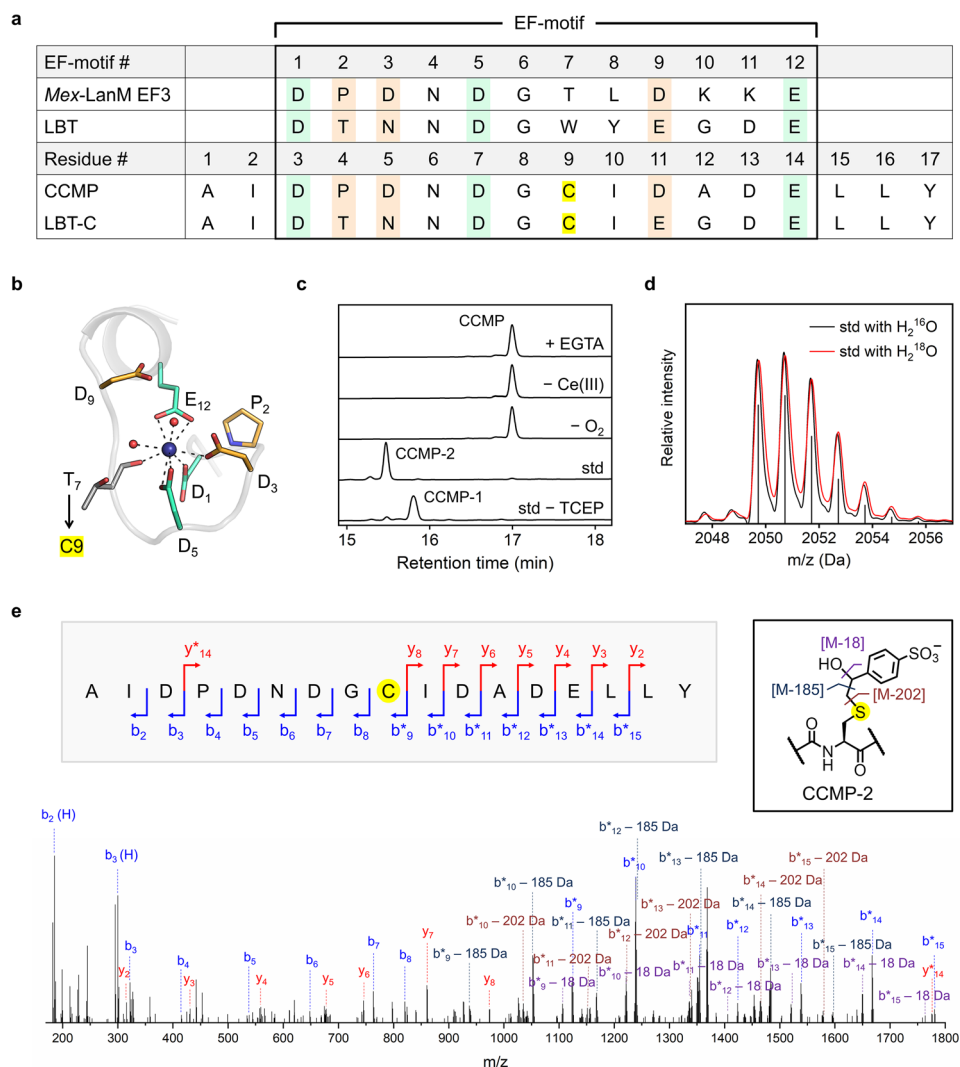 a
EF-motif
EF-motif # 1 2 3 4 5 6 7 8 9 10 11 12
Mex-LanM EF3 D P D N D G T L D K K E
LBT D T N N D G W Y E G D E
Residue # 1 2 3 4 5 6 7 8 9 10 11 12 13 14 15 16 17
CCMP A I D P D N D G C I D A D E L L Y
LBT-C A I D T N N D G C I E G D E L L Y
b
D9
E12
P2
T7
D1
D3
C9
D5
c
CCMP
+ EGTA
– Ce(III)
– O2
CCMP-2
std
CCMP-1
std – TCEP
15 16 17 18
Retention time (min)
d
Relative intensity
std with H2¹⁶O
std with H2¹⁸O
2048 2050 2052 2054 2056
m/z (Da)
e
y*14 y8 y7 y6 y5 y4 y3 y2
A I D P D N D G C I D A D E L L Y
b2 b3 b4 b5 b6 b7 b8 b*9 b*10 b*11 b*12 b*13 b*14 b*15
[M-18]
SO3−
HO
[M-185]
[M-202]
S
N
H
O
O
CCMP-2
b2 (H)
b*12 – 185 Da
b3 (H)
b*13 – 185 Da
b*15 – 202 Da
b*10
b*10 – 185 Da
b*14 – 202 Da
b*9
b*13 – 202 Da
b*14 – 185 Da
b*10 – 202 Da
b*11 – 185 Da
b*14
b*12 – 202 Da
b*11
b*12
b*13
b*15
b3
b7
y7
b*9 – 185 Da
b*15 – 185 Da
b4
b5
b6
b8
b*11 – 202 Da
b*10 – 18 Da
b*11 – 18 Da
b*13 – 18 Da
b*14 – 18 Da
y*14
y2
y3
y4
y5
y6
y8
b*9 – 18 Da
b*12 – 18 Da
b*15 – 18 Da
200 300 400 500 600 700 800 900 1000 1100 1200 1300 1400 1500 1600 1700 1800
m/z